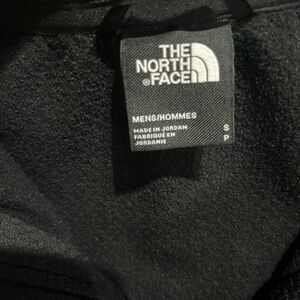 THE
NORTH
®FACE
MENS/HOMMES
MADE IN JORDAN
FABRIQUÉ EN
JORDANIE
S
P